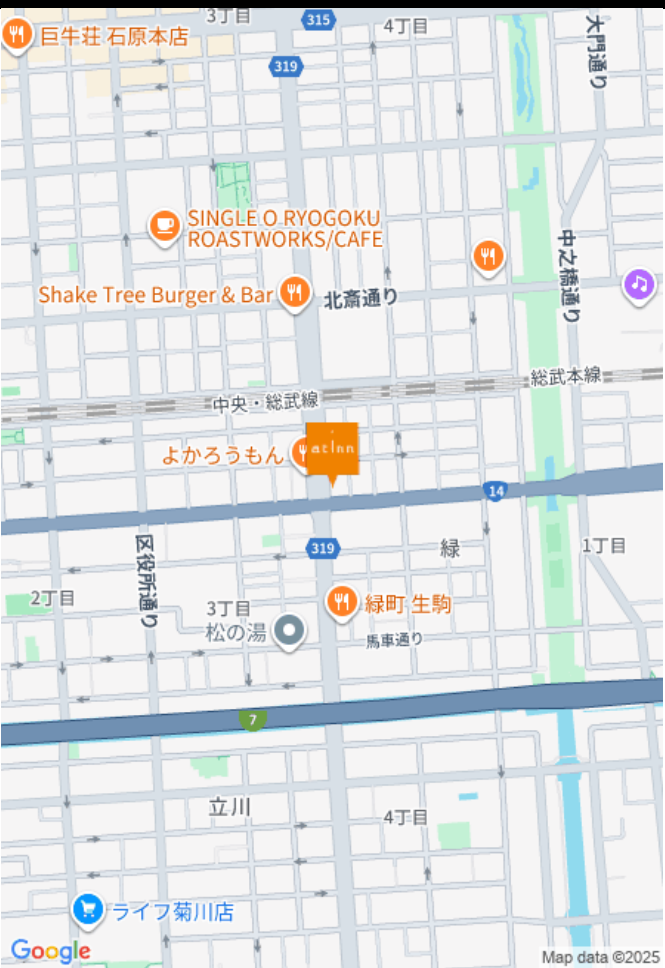 3丁目
315
4丁目
大門通り
巨牛荘 石原本店
319
SINGLE O RYOGOKU
ROASTWORKS/CAFE
中之橋通り
Shake Tree Burger & Bar
北斎通り
総武本線
中央・総武線
atInn
よかろうもん
14
319
緑
1丁目
区役所通り
2丁目
3丁目
緑町 生駒
松の湯
馬車通り
7
立川
4丁目
ライフ菊川店
Google
Map data ©2025